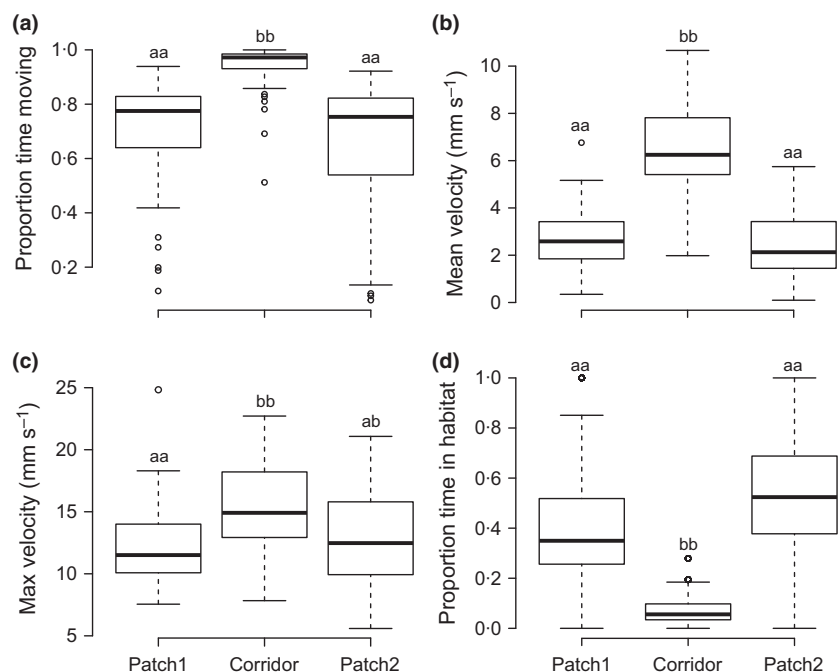 (a)
aa
bb
aa
1·0
0·8
0·6
0·4
0·2
Proportion time moving
(b)
aa
bb
aa
10
8
6
4
2
0
Mean velocity (mm s⁻¹)
(c)
aa
bb
ab
25
20
15
10
5
Max velocity (mm s⁻¹)
Patch1 Corridor Patch2
(d)
aa
bb
aa
1·0
0·8
0·6
0·4
0·2
0·0
Proportion time in habitat
Patch1 Corridor Patch2